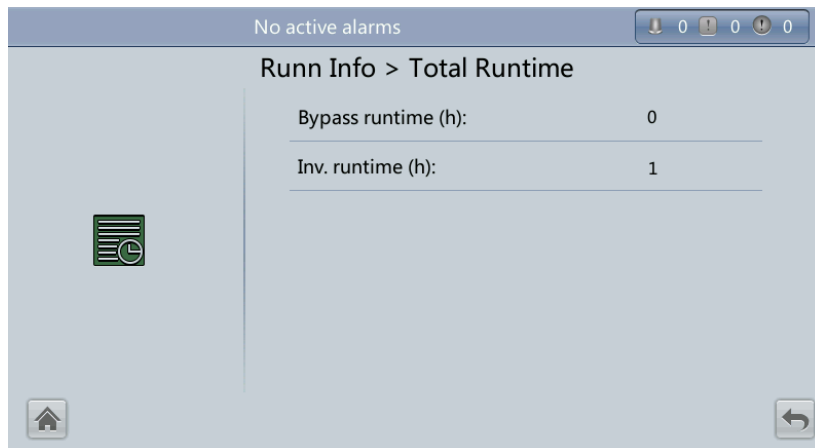 No active alarms 0 0 0
Runn Info > Total Runtime
Bypass runtime (h): 0
Inv. runtime (h): 1